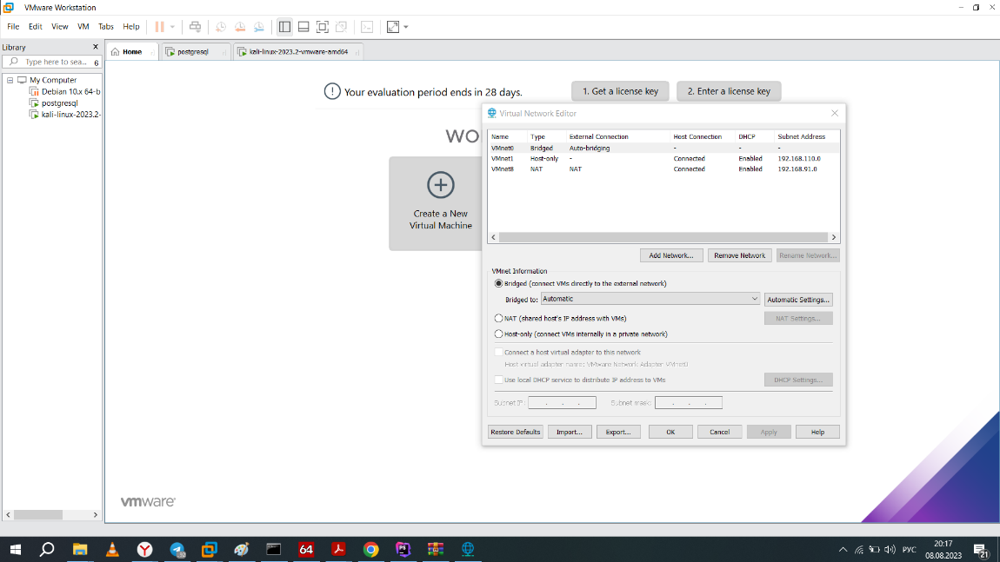 VMware Workstation
File Edit View VM Tabs Help
Library
Type here to sea... 6
My Computer
Debian 10.x 64-b
postgresql
kali-linux-2023.2-
Home postgresql kali-linux-2023.2-vmware-amd64
! Your evaluation period ends in 28 days. 1. Get a license key 2. Enter a license key
WO
Create a New
Virtual Machine
vmware
Virtual Network Editor
Name Type External Connection Host Connection DHCP Subnet Address
VMnet0 Bridged Auto-bridging - - -
VMnet1 Host-only - Connected Enabled 192.168.110.0
VMnet8 NAT NAT Connected Enabled 192.168.91.0
Add Network... Remove Network Rename Network...
VMnet Information
Bridged (connect VMs directly to the external network)
Bridged to: Automatic Automatic Settings...
NAT (shared host's IP address with VMs) NAT Settings...
Host-only (connect VMs internally in a private network)
Connect a host virtual adapter to this network
Host virtual adapter name: VMware Network Adapter VMnet0
Use local DHCP service to distribute IP address to VMs DHCP Settings...
Subnet IP: . . . Subnet mask: . . .
Restore Defaults Import... Export... OK Cancel Apply Help
64 РУС 20:17
08.08.2023 21